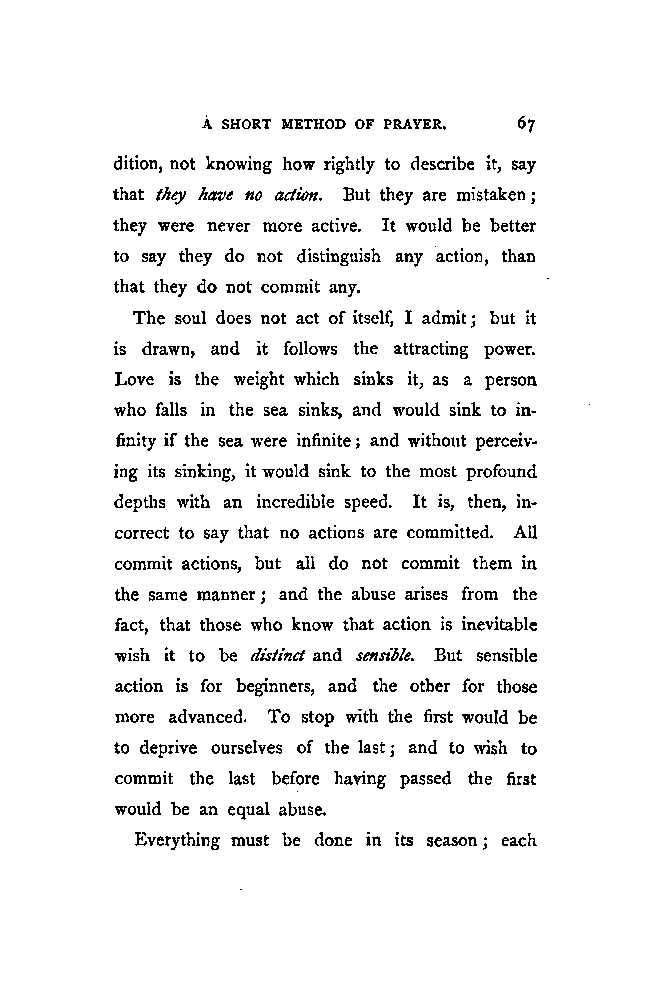 A SHORT METHOD OF PRAYER. 67
dition, not knowing how rightly to describe it, say
that they have no action. But they are mistaken;
they were never more active. It would be better
to say they do not distinguish any action, than
that they do not commit any.
The soul does not act of itself, I admit; but it
is drawn, and it follows the attracting power.
Love is the weight which sinks it, as a person
who falls in the sea sinks, and would sink to in-
finity if the sea were infinite; and without perceiv-
ing its sinking, it would sink to the most profound
depths with an incredible speed. It is, then, in-
correct to say that no actions are committed. All
commit actions, but all do not commit them in
the same manner; and the abuse arises from the
fact, that those who know that action is inevitable
wish it to be distinct and sensible. But sensible
action is for beginners, and the other for those
more advanced. To stop with the first would be
to deprive ourselves of the last; and to wish to
commit the last before having passed the first
would be an equal abuse.
Everything must be done in its season; each